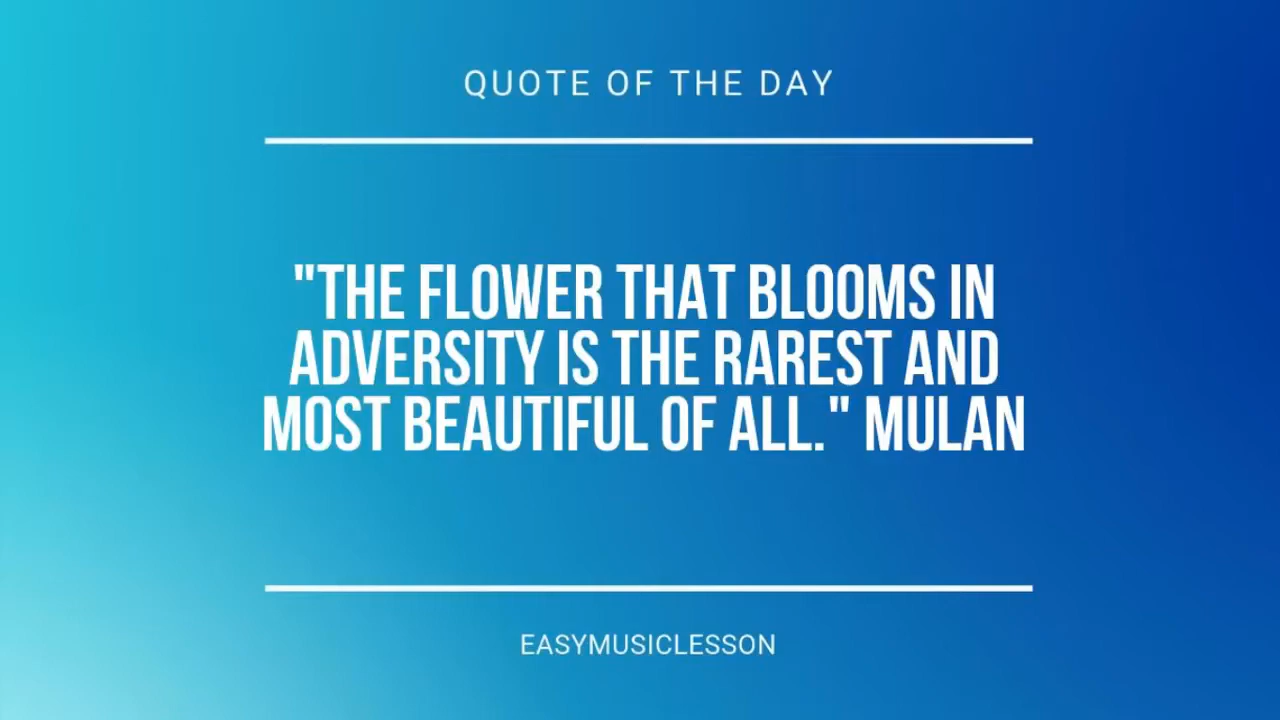 QUOTE OF THE DAY
"THE FLOWER THAT BLOOMS IN
ADVERSITY IS THE RAREST AND
MOST BEAUTIFUL OF ALL." MULAN
EASYMUSICLESSON